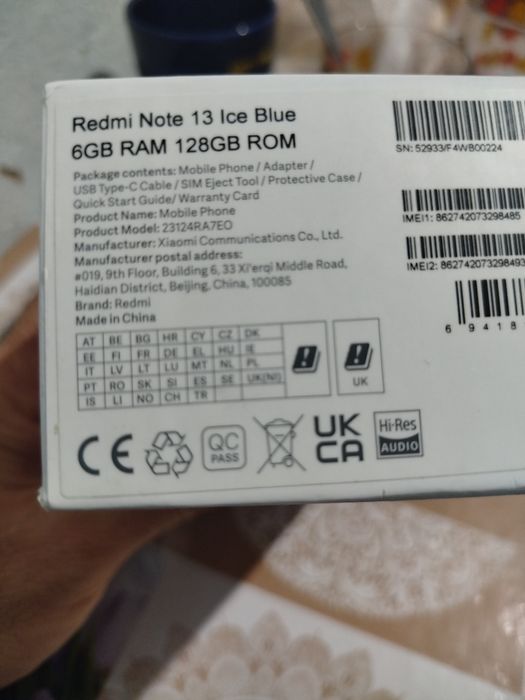 Redmi Note 13 Ice Blue
6GB RAM 128GB ROM
Package contents: Mobile Phone / Adapter /
USB Type-C Cable / SIM Eject Tool / Protective Case /
Quick Start Guide/ Warranty Card
Product Name: Mobile Phone
Product Model: 23124RA7EO
Manufacturer: Xiaomi Communications Co., Ltd.
Manufacturer postal address:
#019, 9th Floor, Building 6, 33 Xi'erqi Middle Road,
Haidian District, Beijing, China, 100085
Brand: Redmi
Made in China
AT BE BG HR CY CZ DK
EE FI FR DE EL HU IE
IT LV LT LU MT NL PL
PT RO SK SI ES SE UK(NI)
IS LI NO CH TR
UK
CE
QC
PASS
UK
CA
Hi-Res
AUDIO
SN: 52933/F4WB00224
IMEI1: 862742073298485
IMEI2: 862742073298493
6 9418